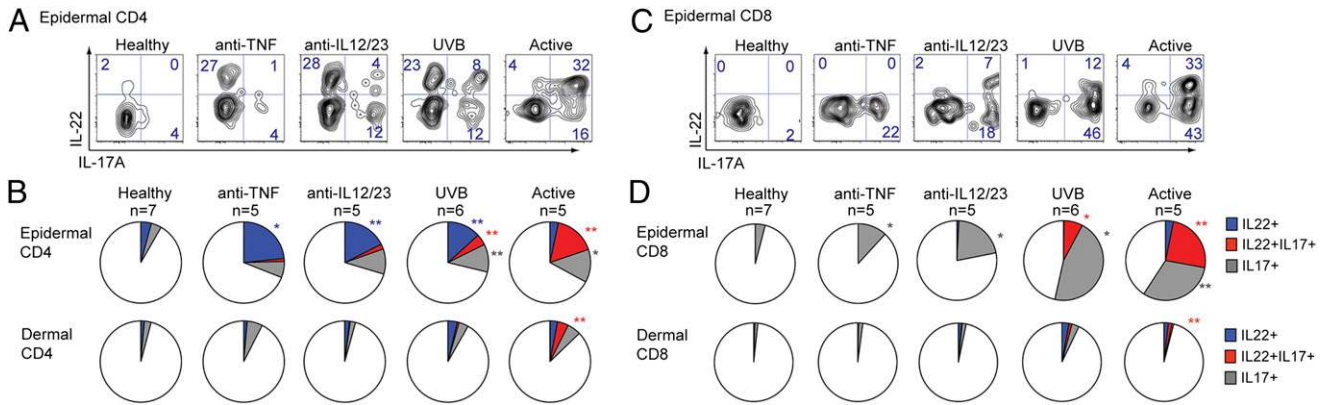 A Epidermal CD4
Healthy anti-TNF anti-IL12/23 UVB Active
2 0 27 1 28 4 23 8 4 32
4 4 12 12 16
IL-22
IL-17A
B
Healthy anti-TNF anti-IL12/23 UVB Active
n=7 n=5 n=5 n=6 n=5
Epidermal
CD4
* ** ** ** ** ** *
Dermal
CD4
**
C Epidermal CD8
Healthy anti-TNF anti-IL12/23 UVB Active
0 0 0 0 2 7 1 12 4 33
2 22 18 46 43
IL-22
IL-17A
D
Healthy anti-TNF anti-IL12/23 UVB Active
n=7 n=5 n=5 n=6 n=5
Epidermal
CD8
* * * * ** **
IL22+
IL22+IL17+
IL17+
Dermal
CD8
**
IL22+
IL22+IL17+
IL17+